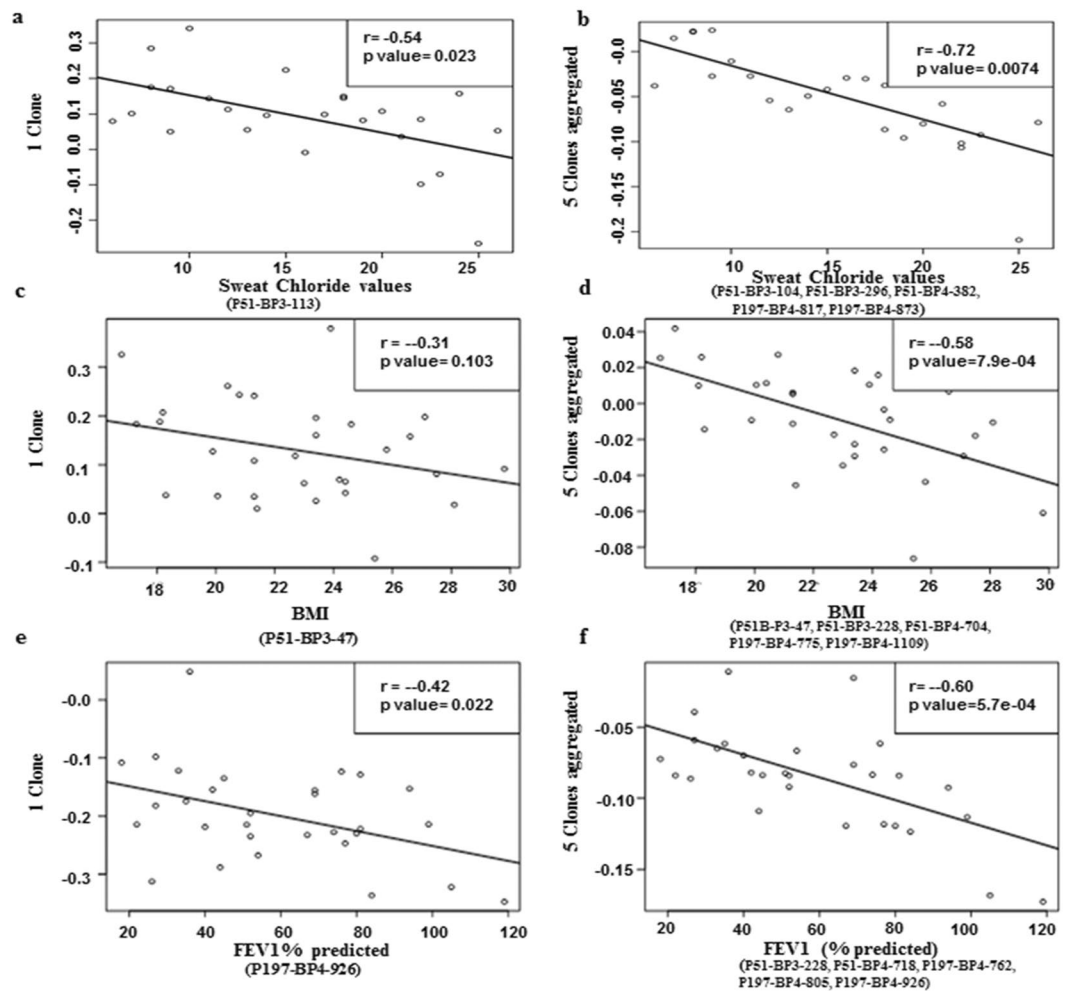 a
r= -0.54
p value= 0.023
1 Clone
0.3
0.2
0.1
0.0
-0.1
-0.2
10
15
20
25
Sweat Chloride values
(P51-BP3-113)
b
r= -0.72
p value= 0.0074
5 Clones aggregated
-0.0
-0.05
-0.10
-0.15
-0.2
10
15
20
25
Sweat Chloride values
(P51-BP3-104, P51-BP3-296, P51-BP4-382,
P197-BP4-817, P197-BP4-873)
c
r = --0.31
p value= 0.103
1 Clone
0.3
0.2
0.1
0.0
-0.1
18
20
22
24
26
28
30
BMI
(P51-BP3-47)
d
r= --0.58
p value=7.9e-04
5 Clones aggregated
0.04
0.02
0.00
-0.02
-0.04
-0.06
-0.08
18
20
22
24
26
28
30
BMI
(P51B-P3-47, P51-BP3-228, P51-BP4-704,
P197-BP4-775, P197-BP4-1109)
e
r = --0.42
p value= 0.022
1 Clone
-0.0
-0.1
-0.2
-0.3
20
40
60
80
100
120
FEV1% predicted
(P197-BP4-926)
f
r= --0.60
p value=5.7e-04
5 Clones aggregated
-0.05
-0.10
-0.15
20
40
60
80
100
120
FEV1 (% predicted)
(P51-BP3-228, P51-BP4-718, P197-BP4-762,
P197-BP4-805, P197-BP4-926)